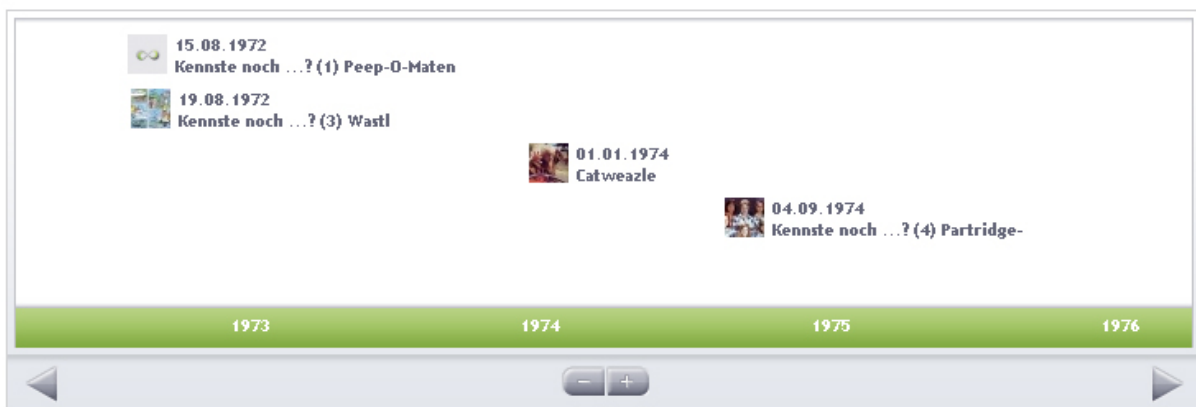 15.08.1972
Kennste noch ...? (1) Peep-O-Maten
19.08.1972
Kennste noch ...? (3) Wastl
01.01.1974
Catweazle
04.09.1974
Kennste noch ...? (4) Partridge-
1973 1974 1975 1976
− +